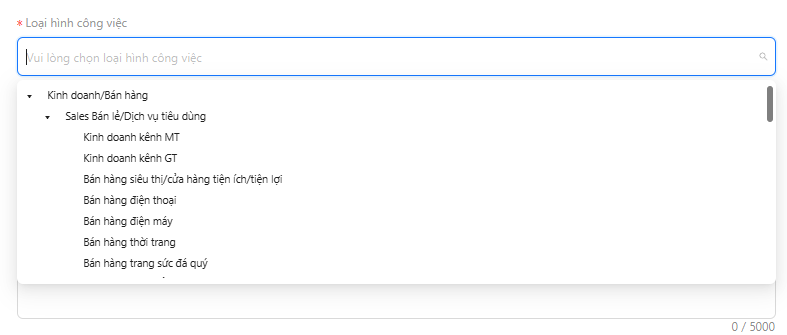 * Loại hình công việc
Vui lòng chọn loại hình công việc
Kinh doanh/Bán hàng
Sales Bán lẻ/Dịch vụ tiêu dùng
Kinh doanh kênh MT
Kinh doanh kênh GT
Bán hàng siêu thị/cửa hàng tiện ích/tiện lợi
Bán hàng điện thoại
Bán hàng điện máy
Bán hàng thời trang
Bán hàng trang sức đá quý
0 / 5000